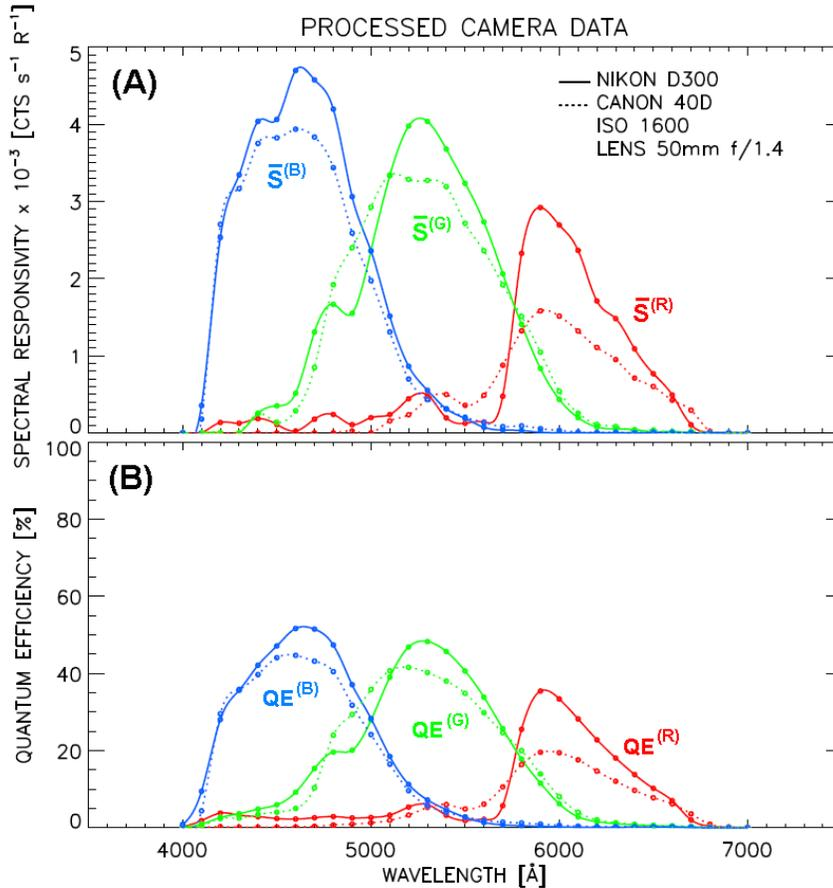 PROCESSED CAMERA DATA
SPECTRAL RESPONSIVITY x 10⁻³ [CTS s⁻¹ R⁻¹]
5
4
3
2
1
0
(A)
NIKON D300
CANON 40D
ISO 1600
LENS 50mm f/1.4
S̅(B)
S̅(G)
S̅(R)
QUANTUM EFFICIENCY [%]
100
80
60
40
20
0
(B)
QE(B)
QE(G)
QE(R)
4000 5000 6000 7000
WAVELENGTH [Å]